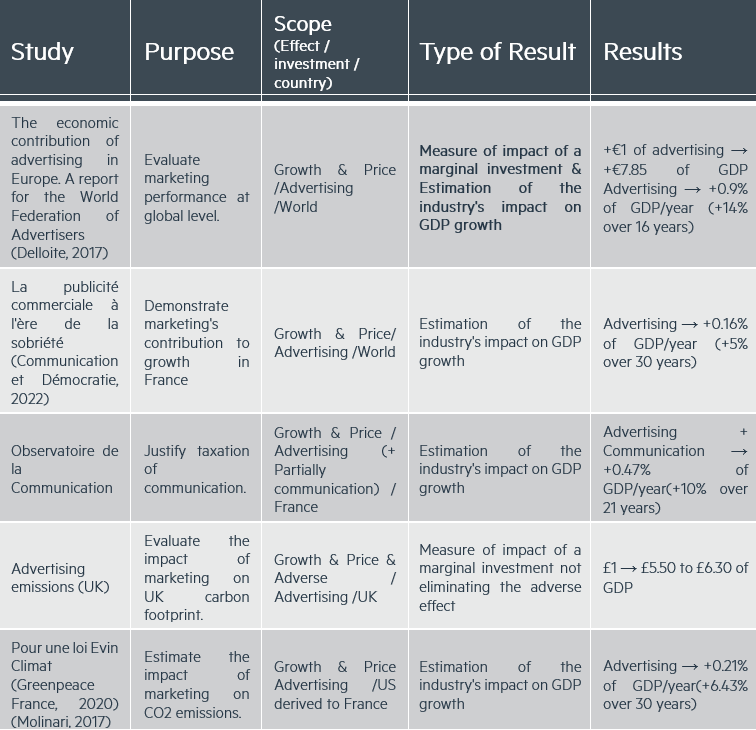 Study
Purpose
Scope
(Effect /
investment /
country)
Type of Result
Results
The economic
contribution of
advertising in
Europe. A report
for the World
Federation of
Advertisers
(Delloite, 2017)
Evaluate
marketing
performance at
global level.
Growth & Price
/Advertising
/World
Measure of impact of a
marginal investment &
Estimation of the
industry's impact on
GDP growth
+€1 of advertising →
+€7.85 of GDP
Advertising → +0.9%
of GDP/year (+14%
over 16 years)
La publicité
commerciale à
l'ère de la
sobriété
(Communication
et Démocratie,
2022)
Demonstrate
marketing's
contribution to
growth in
France
Growth & Price/
Advertising /World
Estimation of the
industry's impact on GDP
growth
Advertising → +0.16%
of GDP/year (+5%
over 30 years)
Observatoire de
la
Communication
Justify taxation
of
communication.
Growth & Price /
Advertising (+
Partially
communication) /
France
Estimation of the
industry's impact on GDP
growth
Advertising +
Communication →
+0.47% of
GDP/year(+10% over
21 years)
Advertising
emissions (UK)
Evaluate the
impact of
marketing on
UK carbon
footprint.
Growth & Price &
Adverse /
Advertising /UK
Measure of impact of a
marginal investment not
eliminating the adverse
effect
£1 → £5.50 to £6.30 of
GDP
Pour une loi Evin
Climat
(Greenpeace
France, 2020)
(Molinari, 2017)
Estimate the
impact of
marketing on
CO2 emissions.
Growth & Price
Advertising /US
derived to France
Estimation of the
industry's impact on GDP
growth
Advertising → +0.21%
of GDP/year(+6.43%
over 30 years)